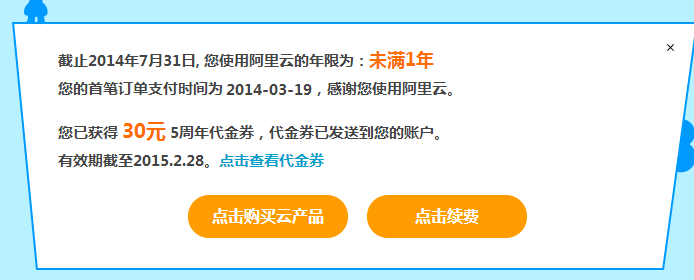 截止2014年7月31日, 您使用阿里云的年限为：未满1年
您的首笔订单支付时间为 2014-03-19，感谢您使用阿里云。
您已获得 30元 5周年代金券，代金券已发送到您的账户。
有效期截至2015.2.28。点击查看代金券
点击购买云产品 点击续费